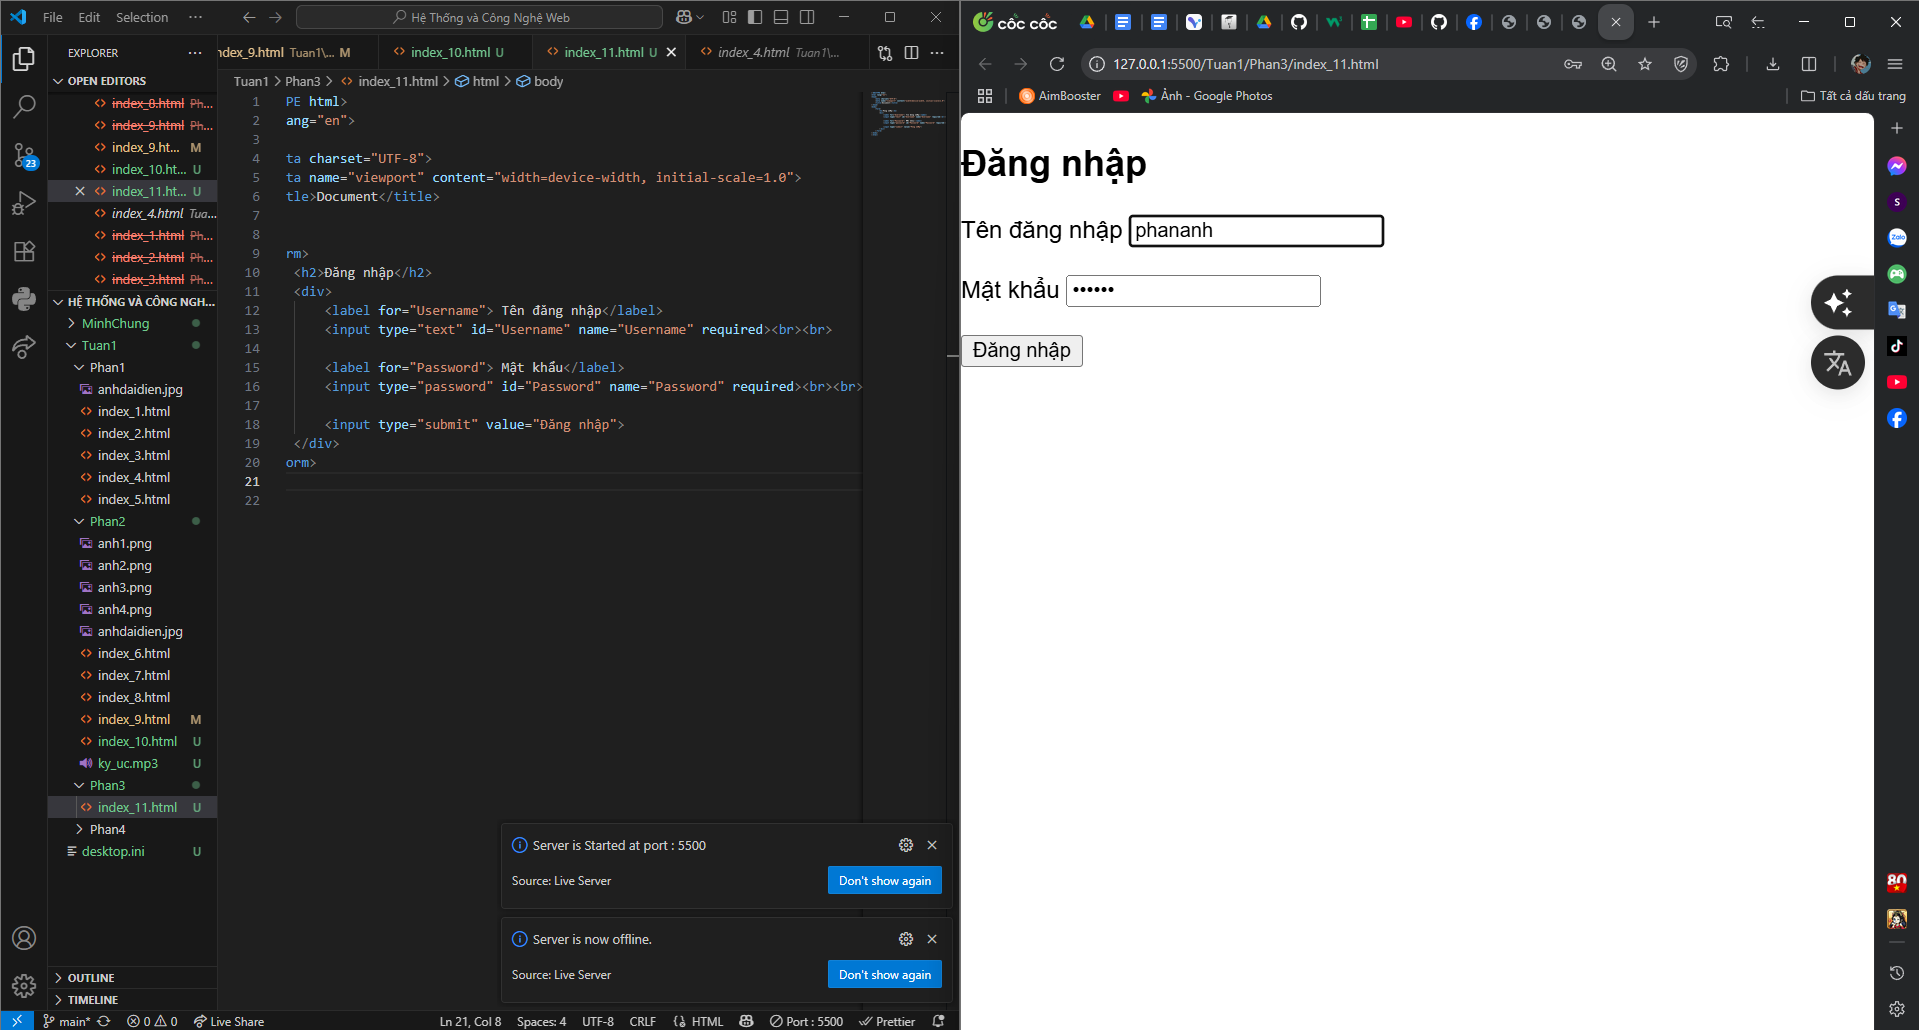 File Edit Selection ···
Hệ Thống và Công Nghệ Web
EXPLORER ···
OPEN EDITORS
index_8.html Ph...
index_9.html Ph...
index_9.ht... M
index_10.ht... U
index_11.ht... U
index_4.html Tua...
index_1.html Ph...
index_2.html Ph...
index_3.html Ph...
HỆ THỐNG VÀ CÔNG NGH...
MinhChung
Tuan1
Phan1
anhdaidien.jpg
index_1.html
index_2.html
index_3.html
index_4.html
index_5.html
Phan2
anh1.png
anh2.png
anh3.png
anh4.png
anhdaidien.jpg
index_6.html
index_7.html
index_8.html
index_9.html M
index_10.html U
ky_uc.mp3 U
Phan3
index_11.html U
Phan4
desktop.ini U
OUTLINE
TIMELINE
23
ndex_9.html Tuan1\... M
index_10.html U
index_11.html U
index_4.html Tuan1\...
Tuan1 > Phan3 > index_11.html > html > body
1 PE html>
2 ang="en">
3
4 ta charset="UTF-8">
5 ta name="viewport" content="width=device-width, initial-scale=1.0">
6 tle>Document</title>
7
8
9 rm>
10 <h2>Đăng nhập</h2>
11 <div>
12 <label for="Username"> Tên đăng nhập</label>
13 <input type="text" id="Username" name="Username" required><br><br>
14
15 <label for="Password"> Mật khẩu</label>
16 <input type="password" id="Password" name="Password" required><br><br>
17
18 <input type="submit" value="Đăng nhập">
19 </div>
20 orm>
21
22
Server is Started at port : 5500
Source: Live Server
Don't show again
Server is now offline.
Source: Live Server
Don't show again
main* 0 0 Live Share Ln 21, Col 8 Spaces: 4 UTF-8 CRLF HTML Port : 5500 Prettier
cốc cốc
127.0.0.1:5500/Tuan1/Phan3/index_11.html
AimBooster
Ảnh - Google Photos
Tất cả dấu trang
Đăng nhập
Tên đăng nhập phananh
Mật khẩu ••••••
Đăng nhập
S
Zalo
80